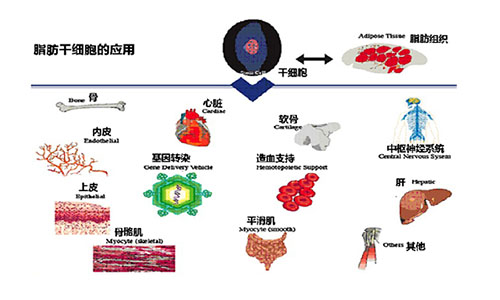 脂肪干细胞的应用
Stem Cell
干细胞
Adipose Tissue 脂肪组织
骨
Bone
心脏
Cardiac
软骨
Cartilage
中枢神经系统
Central Nervous System
内皮
Endothelial
基因转染
Gene Delivery Vehicle
造血支持
Hematopoietic Support
肝 Hepatic
上皮
Epithelial
骨骼肌
Myocyte (skeletal)
平滑肌
Myocyte (smooth)
Others 其他